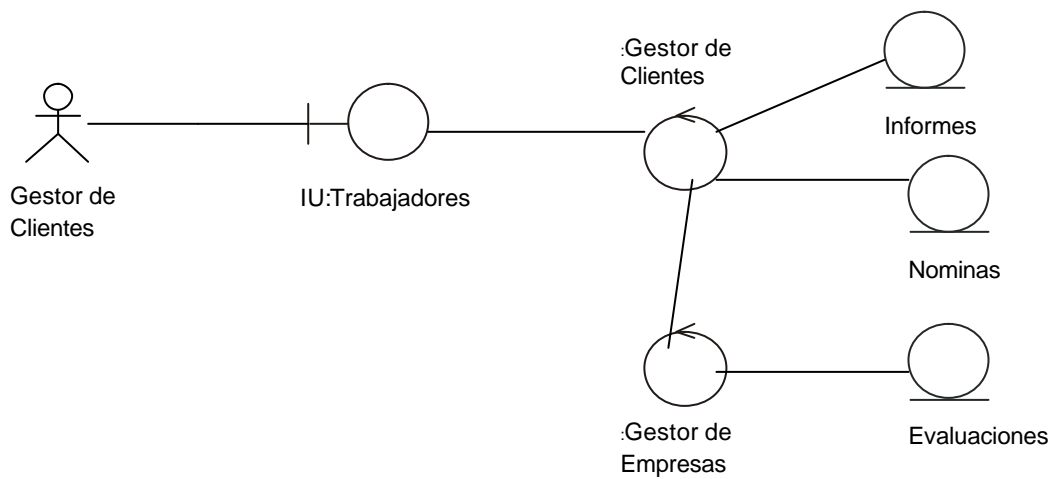 :Gestor de
Clientes
Informes
Gestor de
Clientes
IU:Trabajadores
Nominas
:Gestor de
Empresas
Evaluaciones